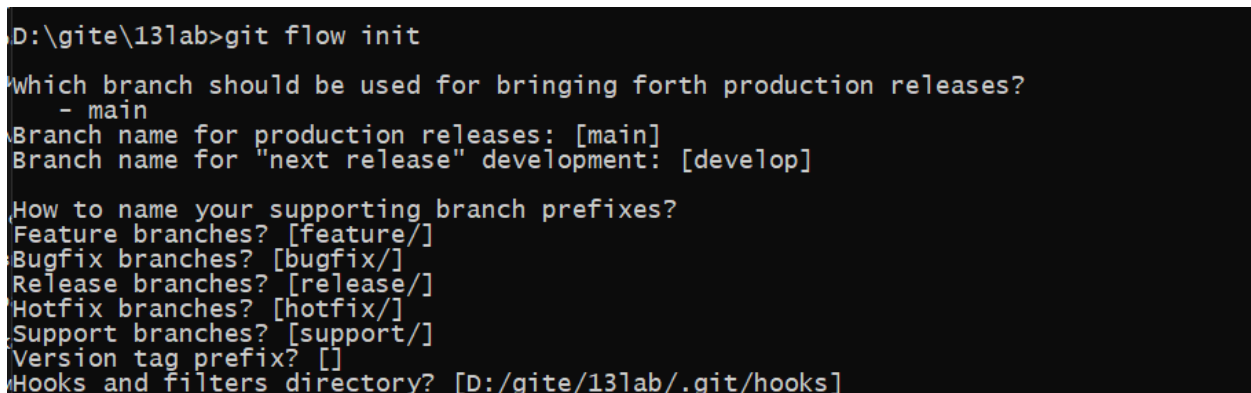 D:\gite\13lab>git flow init
Which branch should be used for bringing forth production releases?
- main
Branch name for production releases: [main]
Branch name for "next release" development: [develop]
How to name your supporting branch prefixes?
Feature branches? [feature/]
Bugfix branches? [bugfix/]
Release branches? [release/]
Hotfix branches? [hotfix/]
Support branches? [support/]
Version tag prefix? []
Hooks and filters directory? [D:/gite/13lab/.git/hooks]